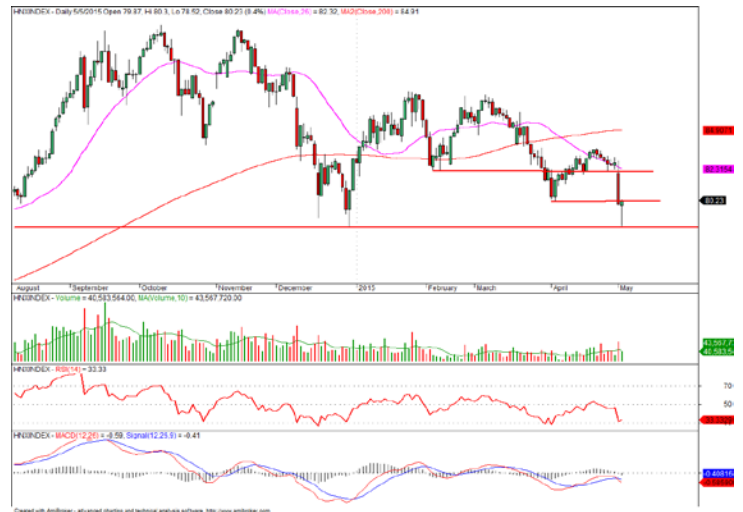 HNXINDEX - Daily 5/5/2015 Open 79.87, Hi 80.3, Lo 78.52, Close 80.23 (0.4%) MA(Close,26) = 82.32, MA2(Close,200) = 84.91
82.3154
80.23
August September October November December 2015 February March April May
HNXINDEX - Volume = 40,583,564.00, MA(Volume,10) = 43,567,720.00
HNXINDEX - RSI(14) = 33.33
70
50
HNXINDEX - MACD(12,26) = -0.59, Signal(12,26,9) = -0.41
Created with AmiBroker - advanced charting and technical analysis software. http://www.amibroker.com